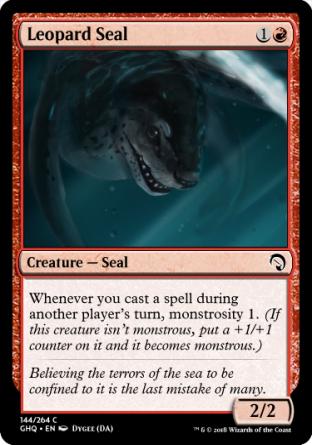 Leopard Seal 1
Creature — Seal
Whenever you cast a spell during
another player's turn, monstrosity 1. (If
this creature isn't monstrous, put a +1/+1
counter on it and it becomes monstrous.)
Believing the terrors of the sea to be
confined to it is the last mistake of many.
2/2
144/264 C
GHQ • EN DYGEE (DA)
™ & © 2018 Wizards of the Coast